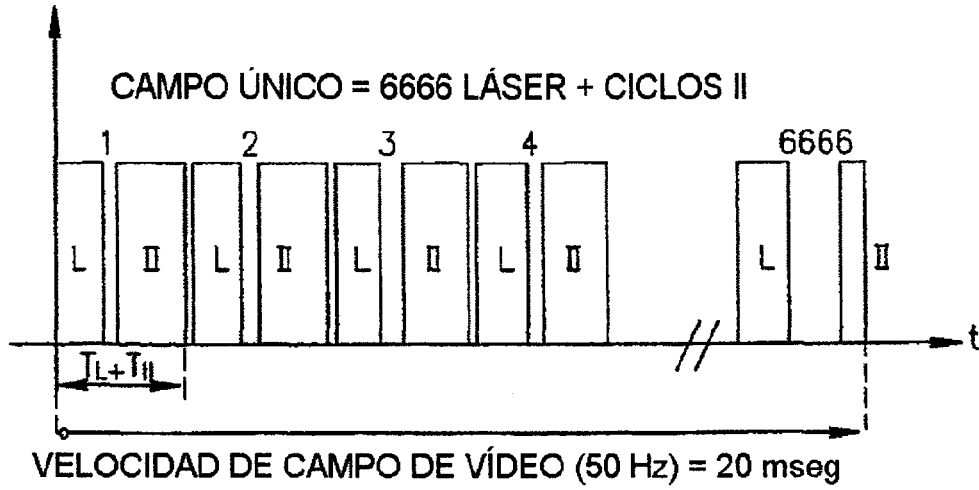 CAMPO ÚNICO = 6666 LÁSER + CICLOS II
1 2 3 4 6666
L II L II L II L II L II
t
TL+TIL
VELOCIDAD DE CAMPO DE VÍDEO (50 Hz) = 20 mseg